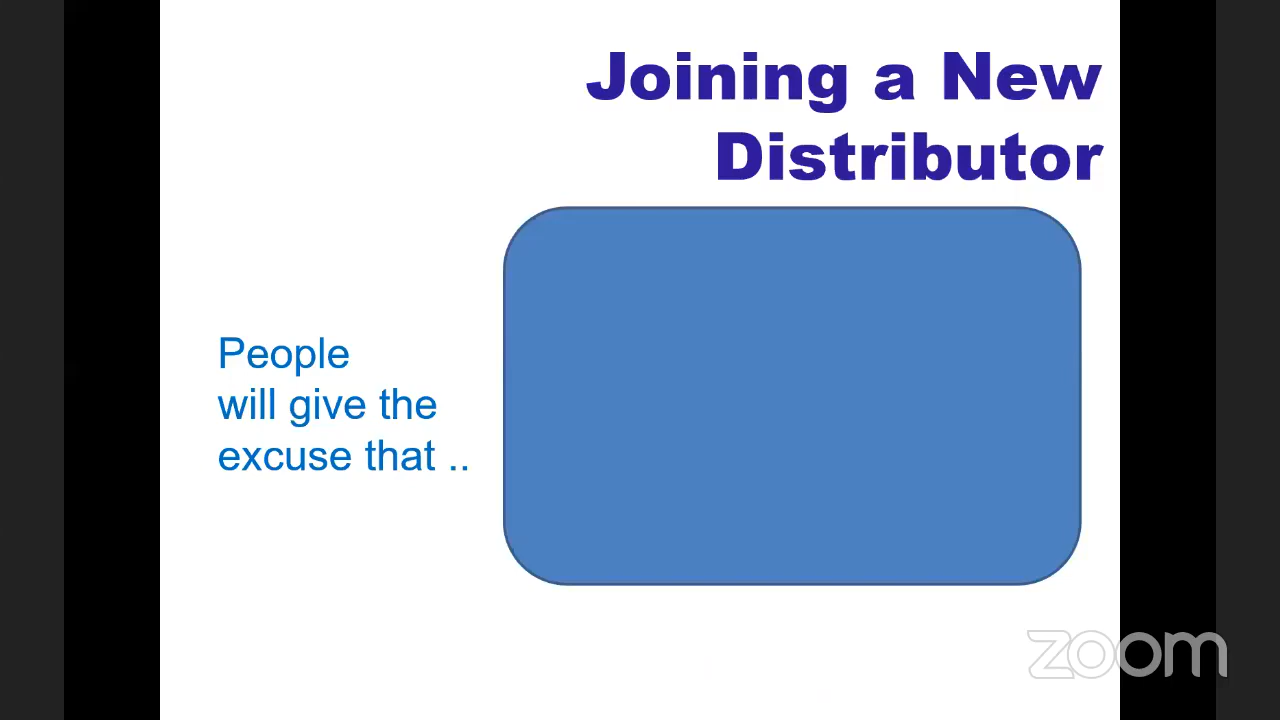 Joining a New
Distributor
People
will give the
excuse that ..
zoom